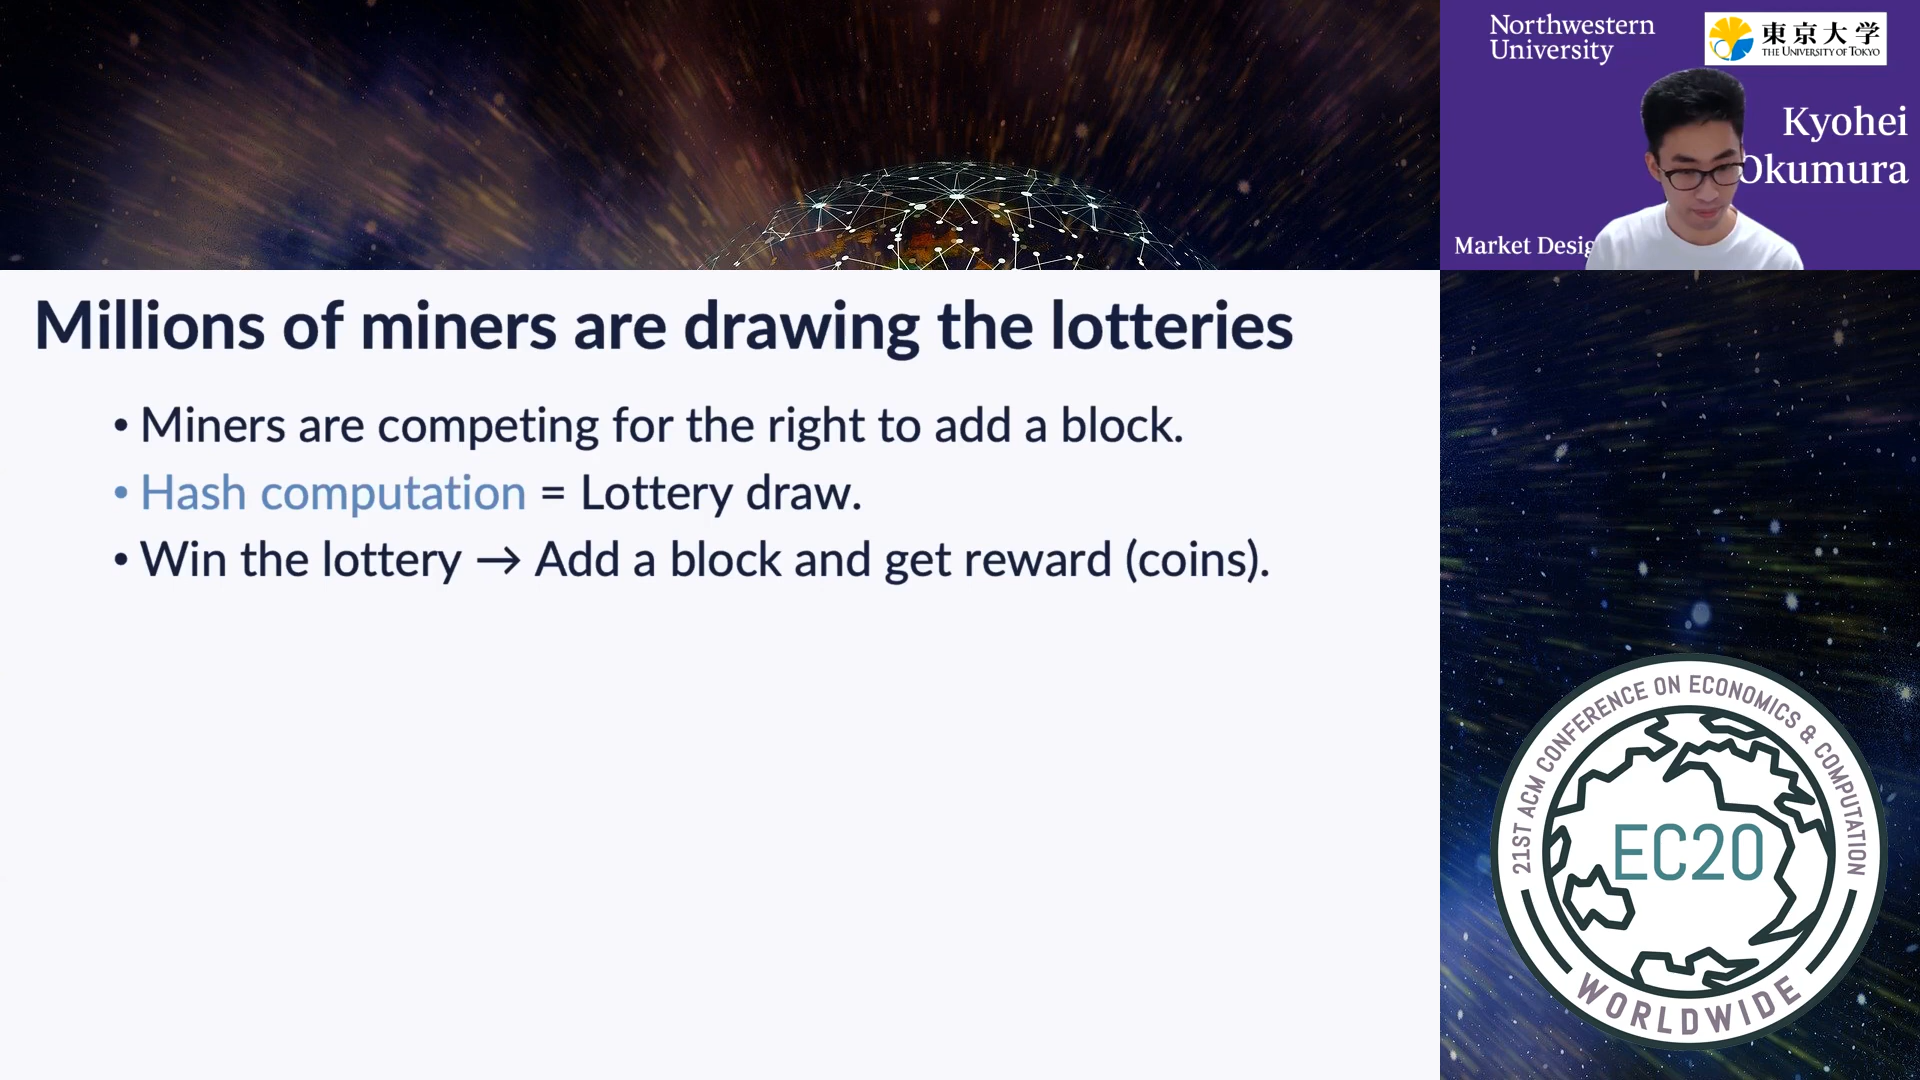 Northwestern
University
東京大学
THE UNIVERSITY OF TOKYO
Kyohei
Okumura
Market Desig
Millions of miners are drawing the lotteries
• Miners are competing for the right to add a block.
• Hash computation = Lottery draw.
• Win the lottery → Add a block and get reward (coins).
21ST ACM CONFERENCE ON ECONOMICS & COMPUTATION
EC20
WORLDWIDE